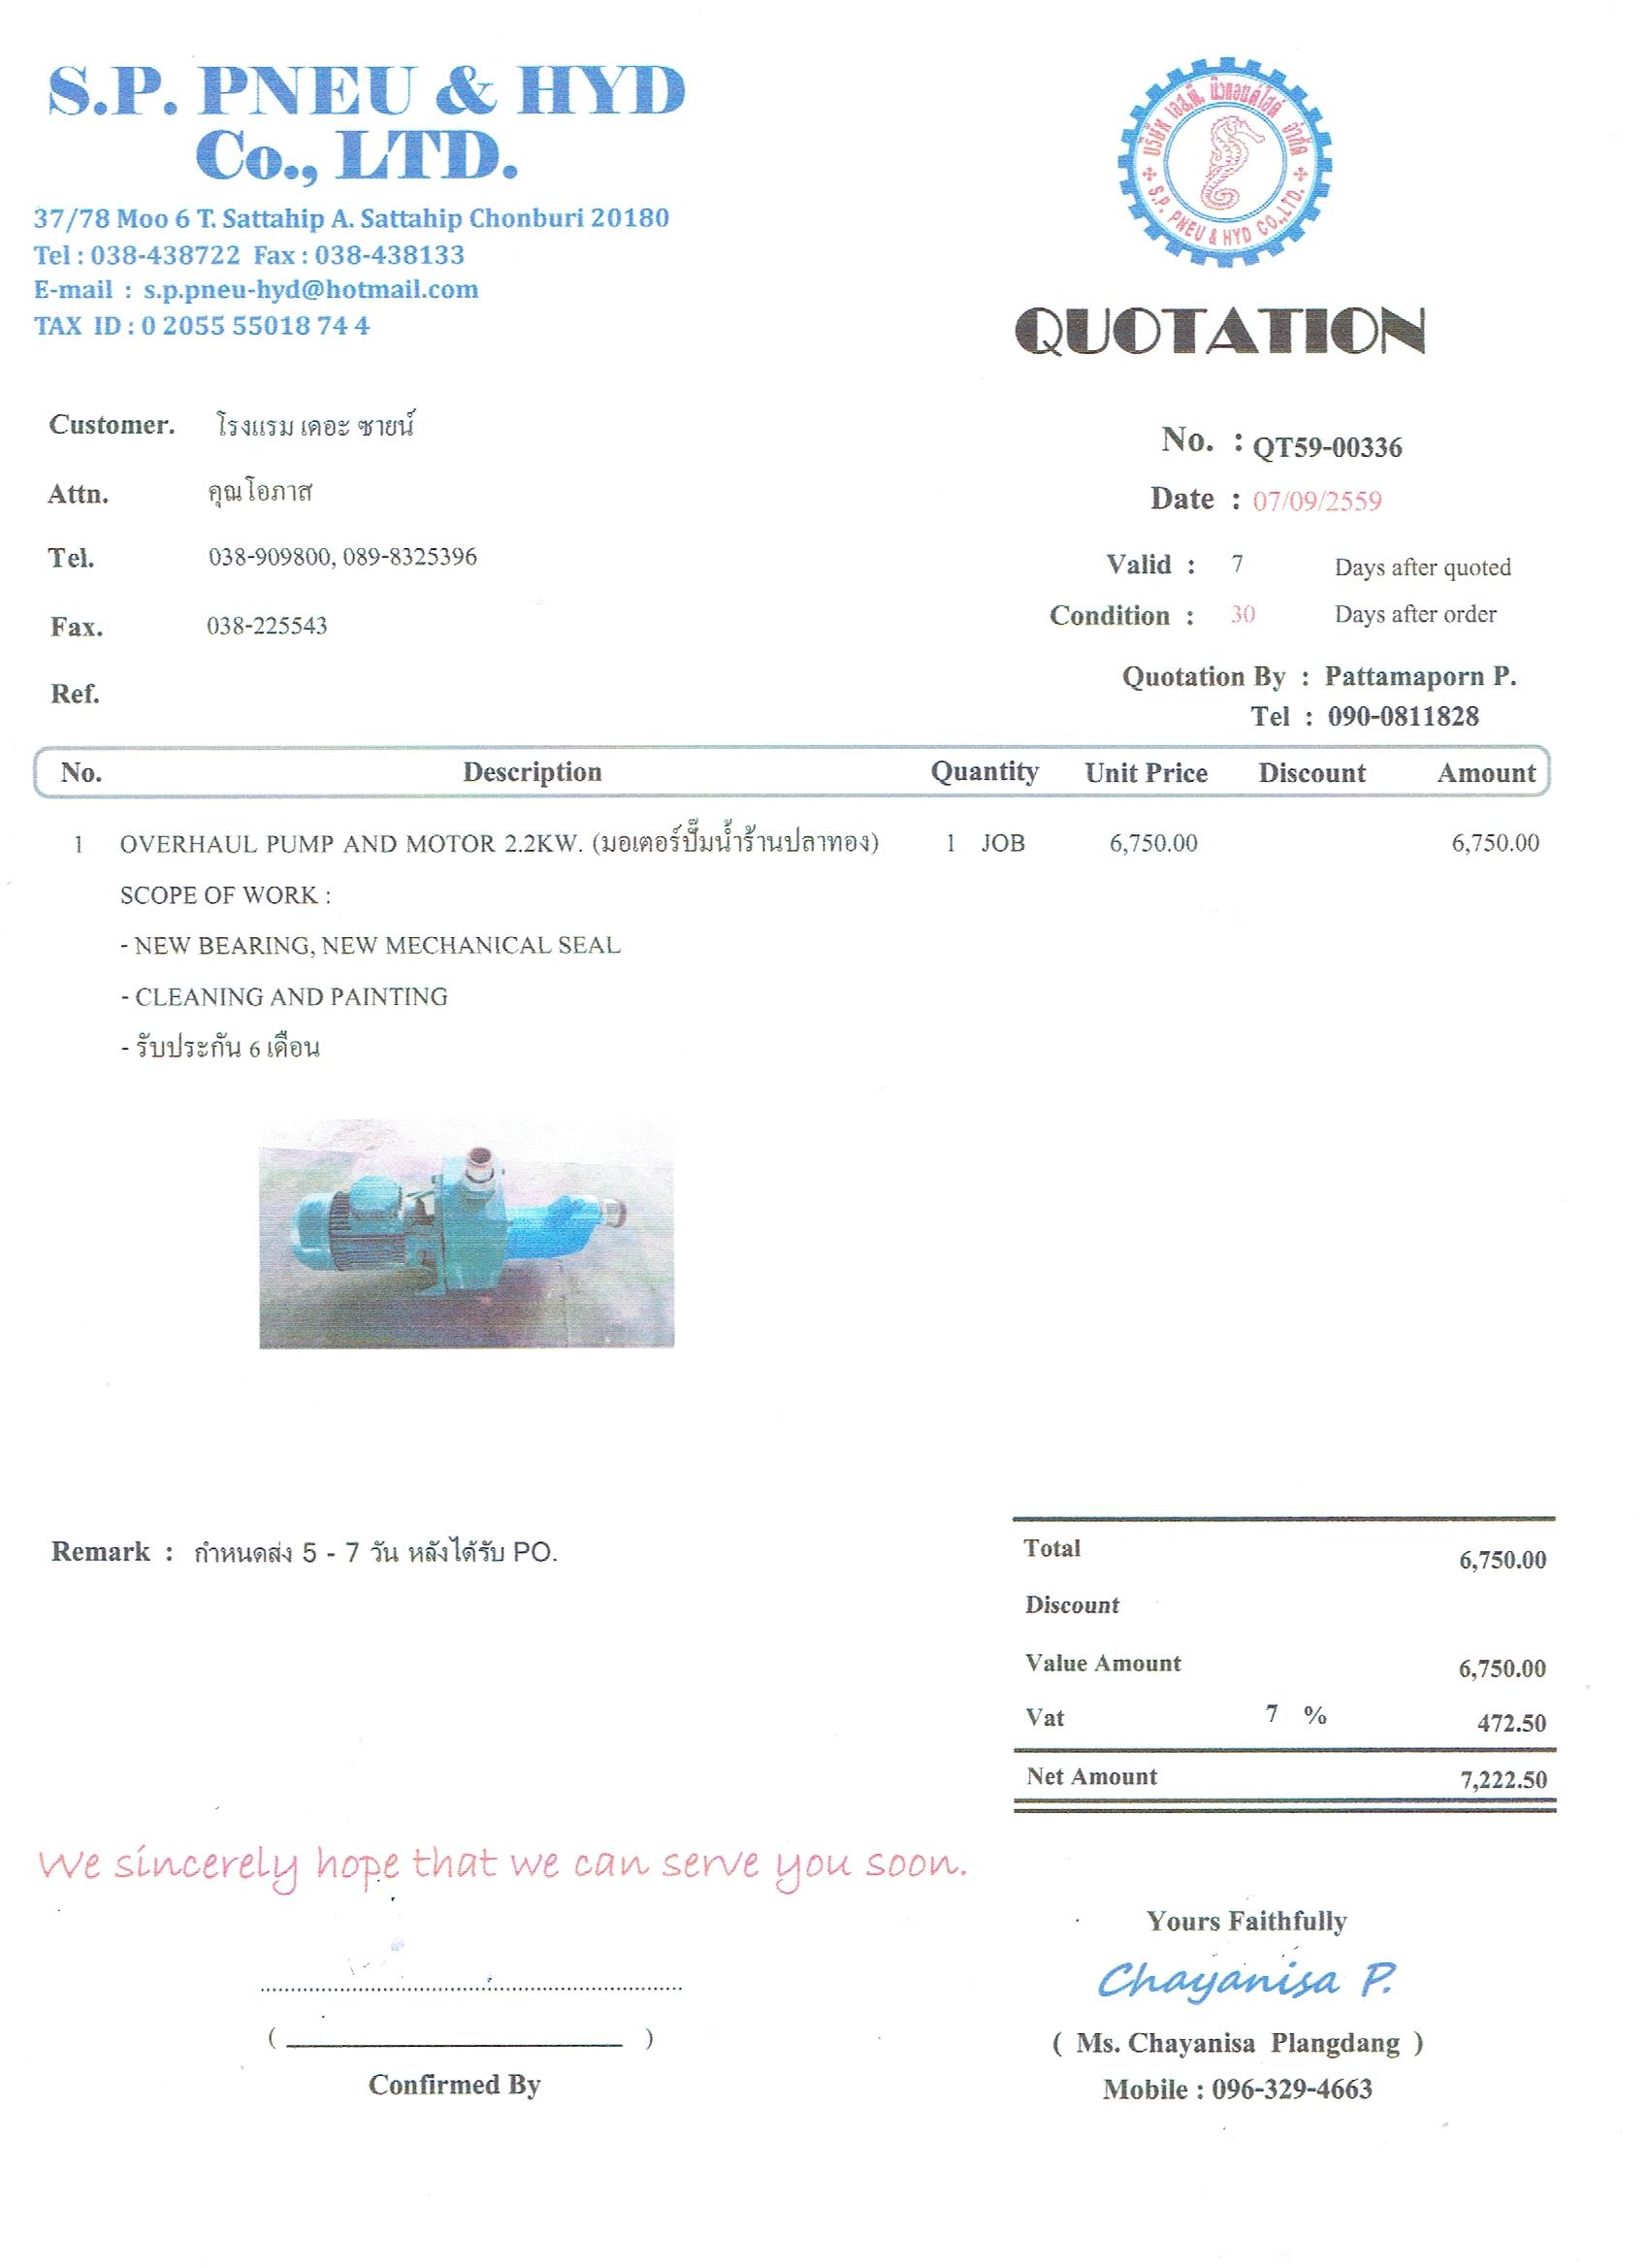 S.P. PNEU & HYD
Co., LTD.
37/78 Moo 6 T. Sattahip A. Sattahip Chonburi 20180
Tel : 038-438722 Fax : 038-438133
E-mail : s.p.pneu-hyd@hotmail.com
TAX ID : 0 2055 55018 74 4
บริษัท เอส.พี. นิวแอนด์ไฮด์ จำกัด
S.P. PNEU & HYD CO.,LTD.
QUOTATION
Customer. โรงแรม เดอะ ซายน์
No. : QT59-00336
Attn. คุณโอภาส
Date : 07/09/2559
Tel. 038-909800, 089-8325396
Valid : 7 Days after quoted
Fax. 038-225543
Condition : 30 Days after order
Ref.
Quotation By : Pattamaporn P.
Tel : 090-0811828
No. Description Quantity Unit Price Discount Amount
1 OVERHAUL PUMP AND MOTOR 2.2KW. (มอเตอร์ปั๊มน้ำร้านปลาทอง) 1 JOB 6,750.00 6,750.00
SCOPE OF WORK :
- NEW BEARING, NEW MECHANICAL SEAL
- CLEANING AND PAINTING
- รับประกัน 6 เดือน
Remark : กำหนดส่ง 5 - 7 วัน หลังได้รับ PO.
Total 6,750.00
Discount
Value Amount 6,750.00
Vat 7 % 472.50
Net Amount 7,222.50
We sincerely hope that we can serve you soon.
Yours Faithfully
Chayanisa P.
( Ms. Chayanisa Plangdang )
Confirmed By
Mobile : 096-329-4663